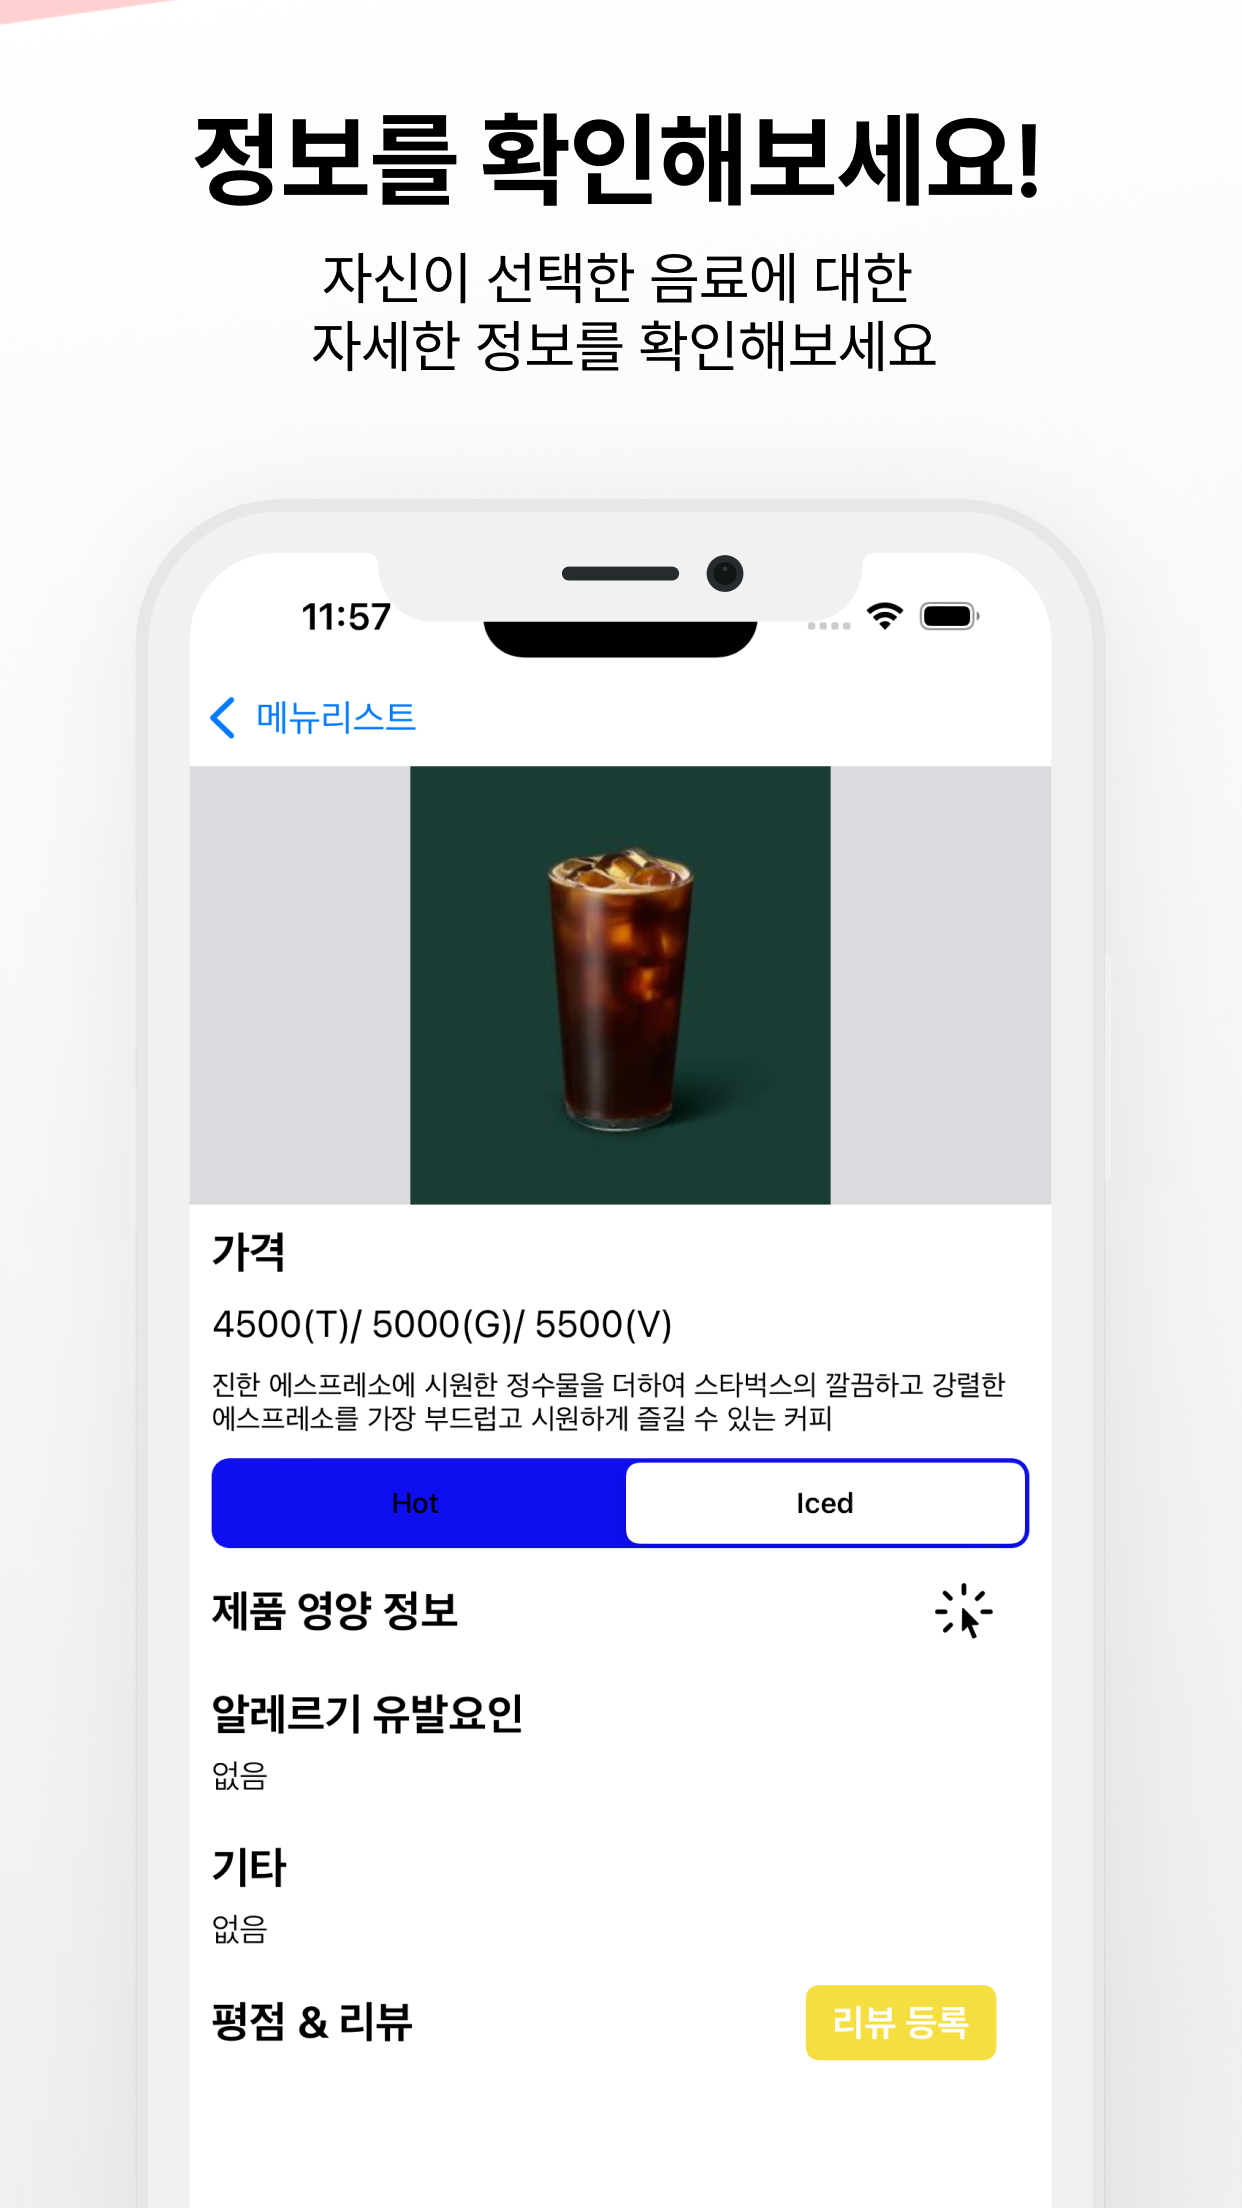 정보를 확인해보세요!
자신이 선택한 음료에 대한
자세한 정보를 확인해보세요
11:57
메뉴리스트
가격
4500(T)/ 5000(G)/ 5500(V)
진한 에스프레소에 시원한 정수물을 더하여 스타벅스의 깔끔하고 강렬한
에스프레소를 가장 부드럽고 시원하게 즐길 수 있는 커피
Hot
Iced
제품 영양 정보
알레르기 유발요인
없음
기타
없음
평점 & 리뷰
리뷰 등록